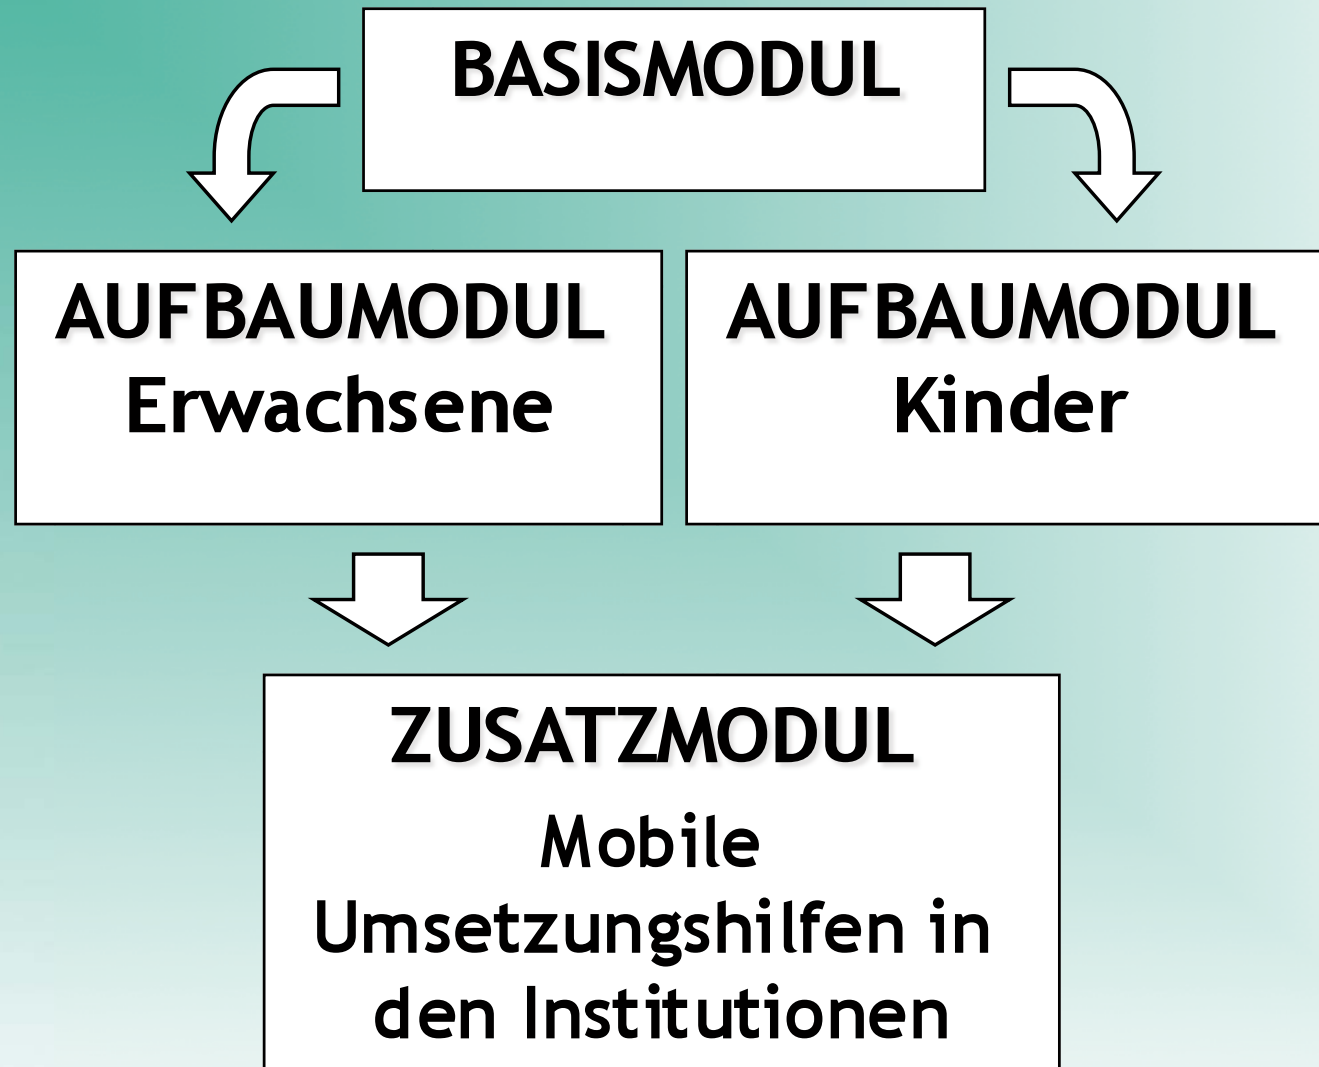 BASISMODUL
AUFBAUMODUL
Erwachsene
AUFBAUMODUL
Kinder
ZUSATZMODUL
Mobile
Umsetzungshilfen in
den Institutionen